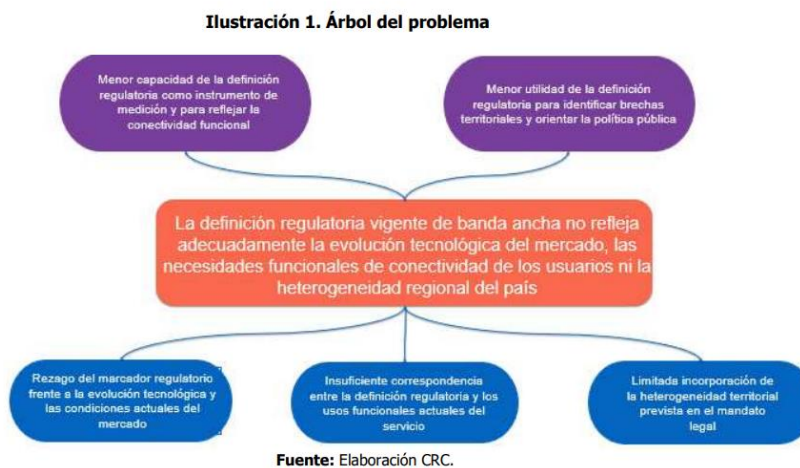 Ilustración 1. Árbol del problema
Menor capacidad de la definición
regulatoria como instrumento de
medición y para reflejar la
conectividad funcional
Menor utilidad de la definición
regulatoria para identificar brechas
territoriales y orientar la política pública
La definición regulatoria vigente de banda ancha no refleja
adecuadamente la evolución tecnológica del mercado, las
necesidades funcionales de conectividad de los usuarios ni la
heterogeneidad regional del país
Rezago del marcador regulatorio
frente a la evolución tecnológica y
las condiciones actuales del
mercado
Insuficiente correspondencia
entre la definición regulatoria y los
usos funcionales actuales del
servicio
Limitada incorporación de
la heterogeneidad territorial
prevista en el mandato
legal
Fuente: Elaboración CRC.